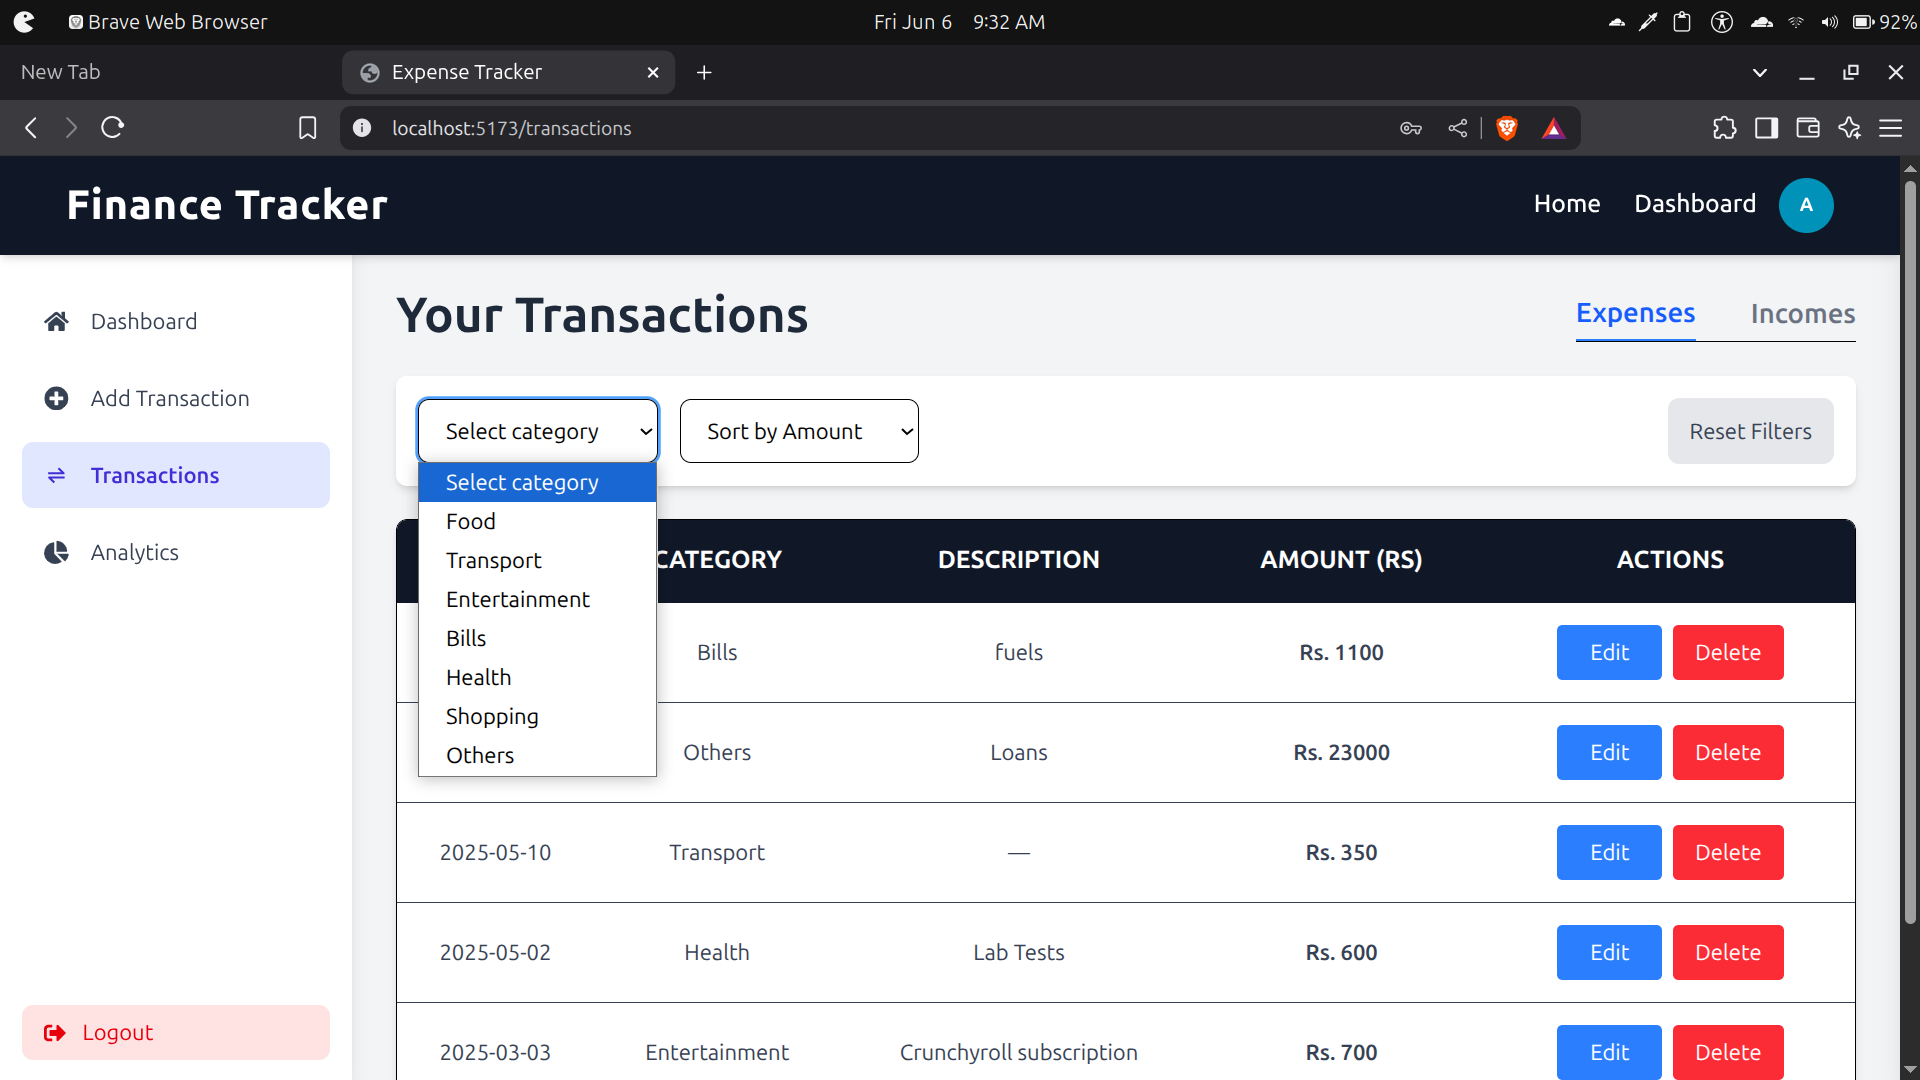 Brave Web Browser
Fri Jun 6 9:32 AM
92%
New Tab
Expense Tracker
localhost:5173/transactions
Finance Tracker
Home Dashboard A
Dashboard
Add Transaction
Transactions
Analytics
Logout
Your Transactions
Expenses Incomes
Select category
Sort by Amount
Reset Filters
Select category
Food
Transport
Entertainment
Bills
Health
Shopping
Others
CATEGORY DESCRIPTION AMOUNT (RS) ACTIONS
Bills fuels Rs. 1100 Edit Delete
Others Loans Rs. 23000 Edit Delete
2025-05-10 Transport — Rs. 350 Edit Delete
2025-05-02 Health Lab Tests Rs. 600 Edit Delete
2025-03-03 Entertainment Crunchyroll subscription Rs. 700 Edit Delete